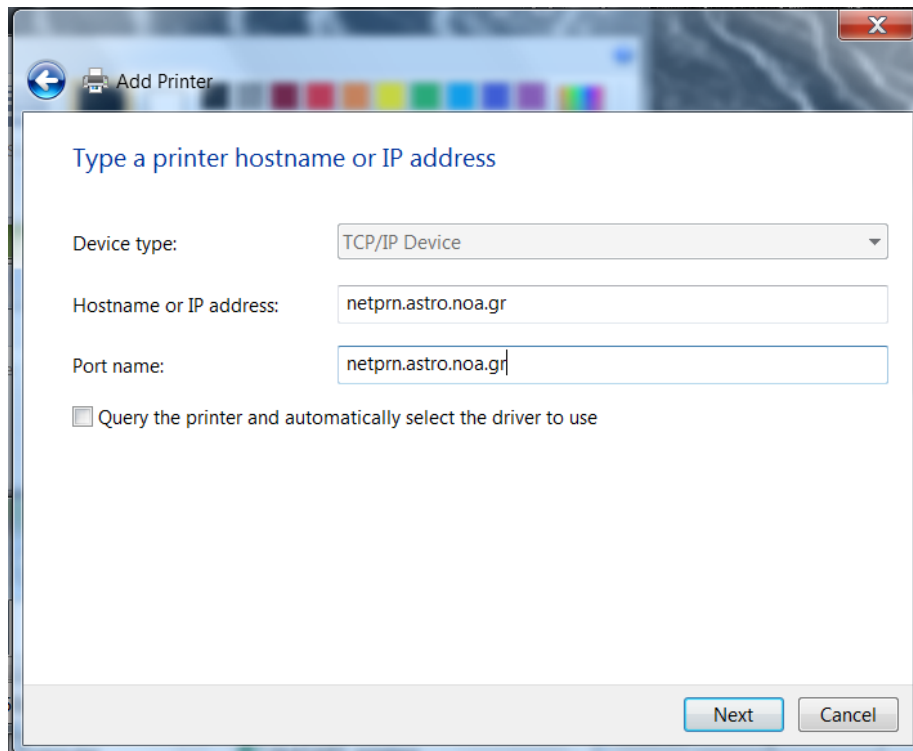 Add Printer
Type a printer hostname or IP address
Device type: TCP/IP Device
Hostname or IP address: netprn.astro.noa.gr
Port name: netprn.astro.noa.gr
Query the printer and automatically select the driver to use
Next Cancel